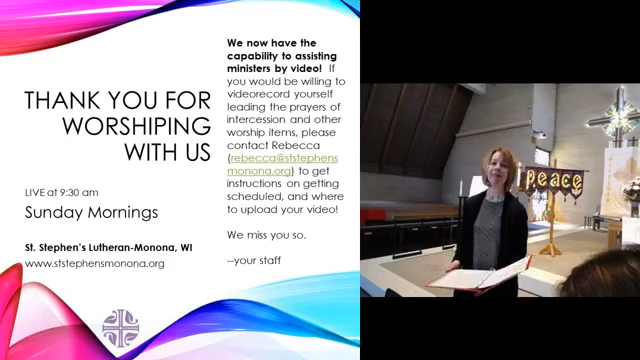 THANK YOU FOR
WORSHIPING
WITH US
LIVE at 9:30 am
Sunday Mornings
St. Stephen's Lutheran-Monona, WI
www.ststephensmonona.org
We now have the
capability to assisting
ministers by video! If
you would be willing to
videorecord yourself
leading the prayers of
intercession and other
worship items, please
contact Rebecca
(rebecca@ststephens
monona.org) to get
instructions on getting
scheduled, and where
to upload your video!
We miss you so.
--your staff
peace